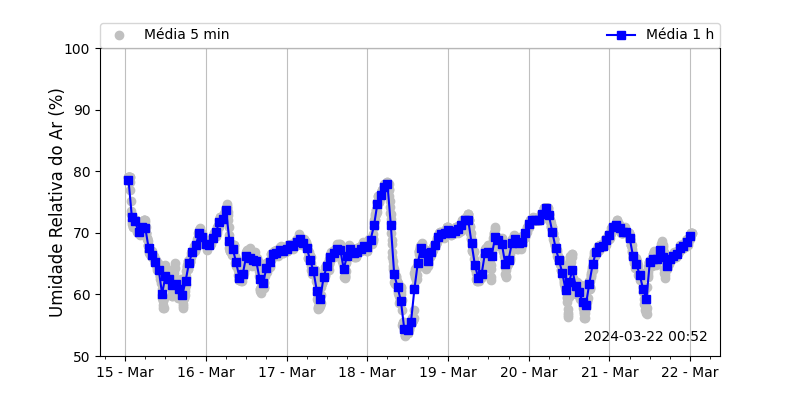 Média 5 min
Média 1 h
Umidade Relativa do Ar (%)
100
90
80
70
60
50
2024-03-22 00:52
15 - Mar
16 - Mar
17 - Mar
18 - Mar
19 - Mar
20 - Mar
21 - Mar
22 - Mar